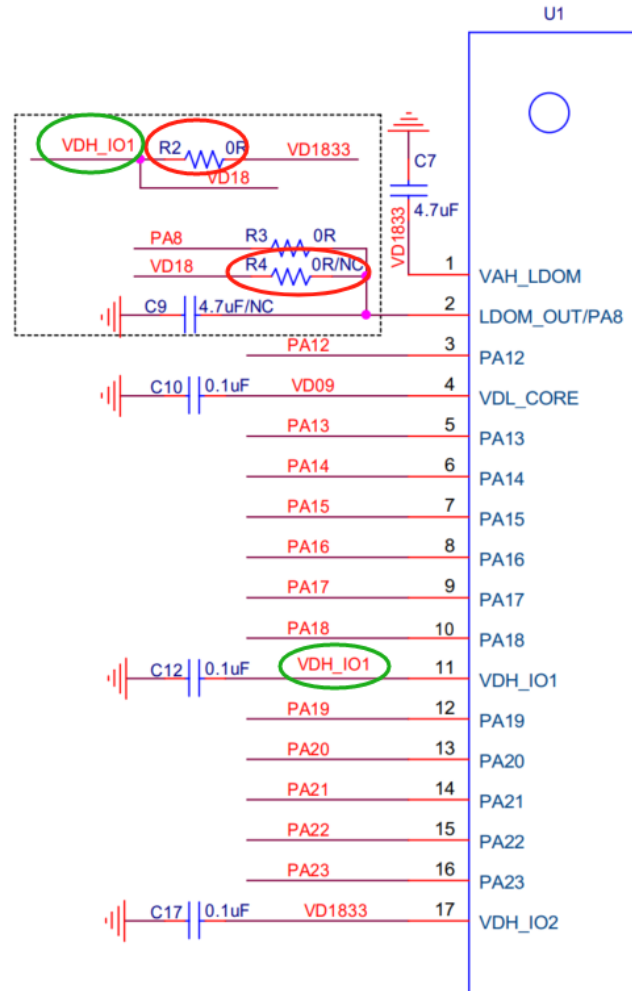 U1
VDH_IO1 R2 0R VD1833
VD18
C7
4.7uF
VD1833
PA8 R3 0R
VD18 R4 0R/NC
1 VAH_LDOM
C9 4.7uF/NC 2 LDOM_OUT/PA8
PA12 3 PA12
C10 0.1uF VD09 4 VDL_CORE
PA13 5 PA13
PA14 6 PA14
PA15 7 PA15
PA16 8 PA16
PA17 9 PA17
PA18 10 PA18
C12 0.1uF VDH_IO1 11 VDH_IO1
PA19 12 PA19
PA20 13 PA20
PA21 14 PA21
PA22 15 PA22
PA23 16 PA23
C17 0.1uF VD1833 17 VDH_IO2